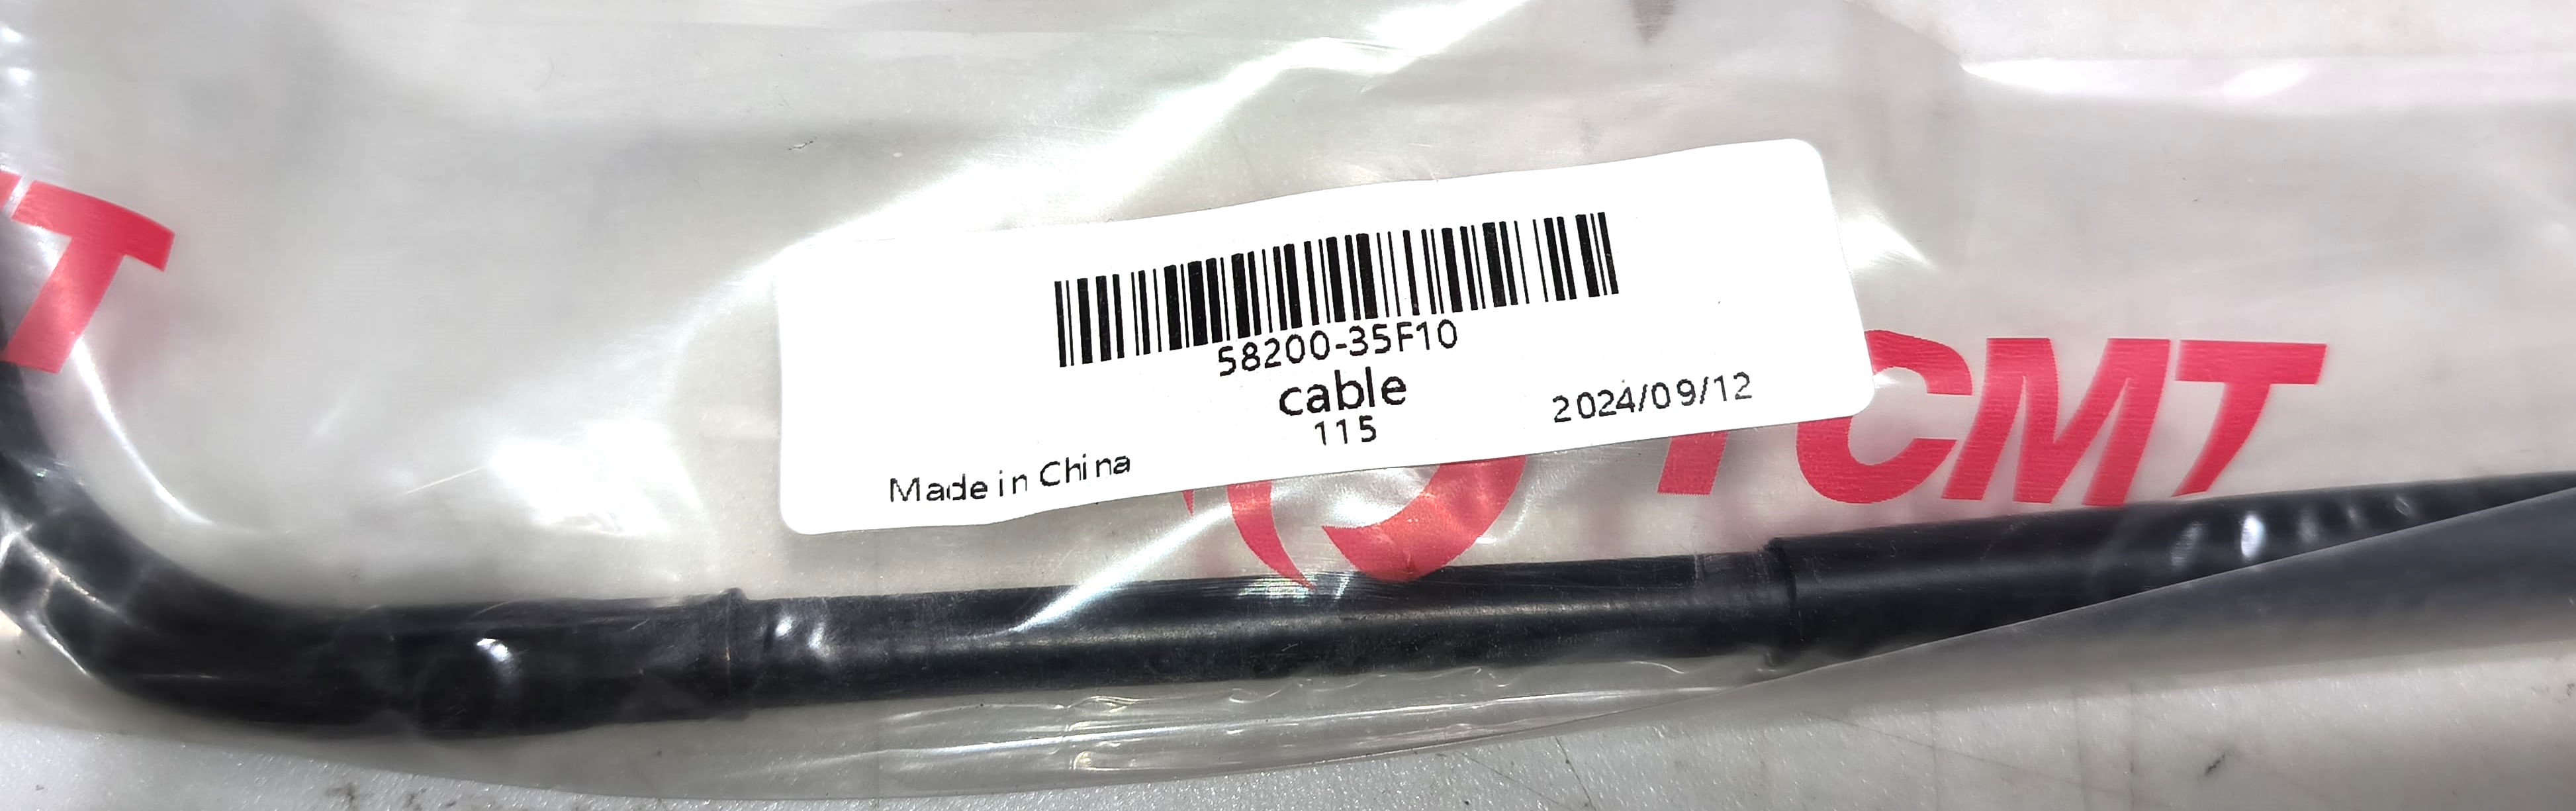 T
58200-35F10
cable
115
2024/09/12
Made in China
TCMT